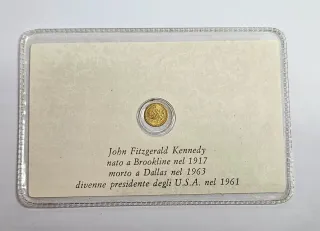 John Fitzgerald Kennedy
nato a Brookline nel 1917
morto a Dallas nel 1963
divenne presidente degli U.S.A. nel 1961